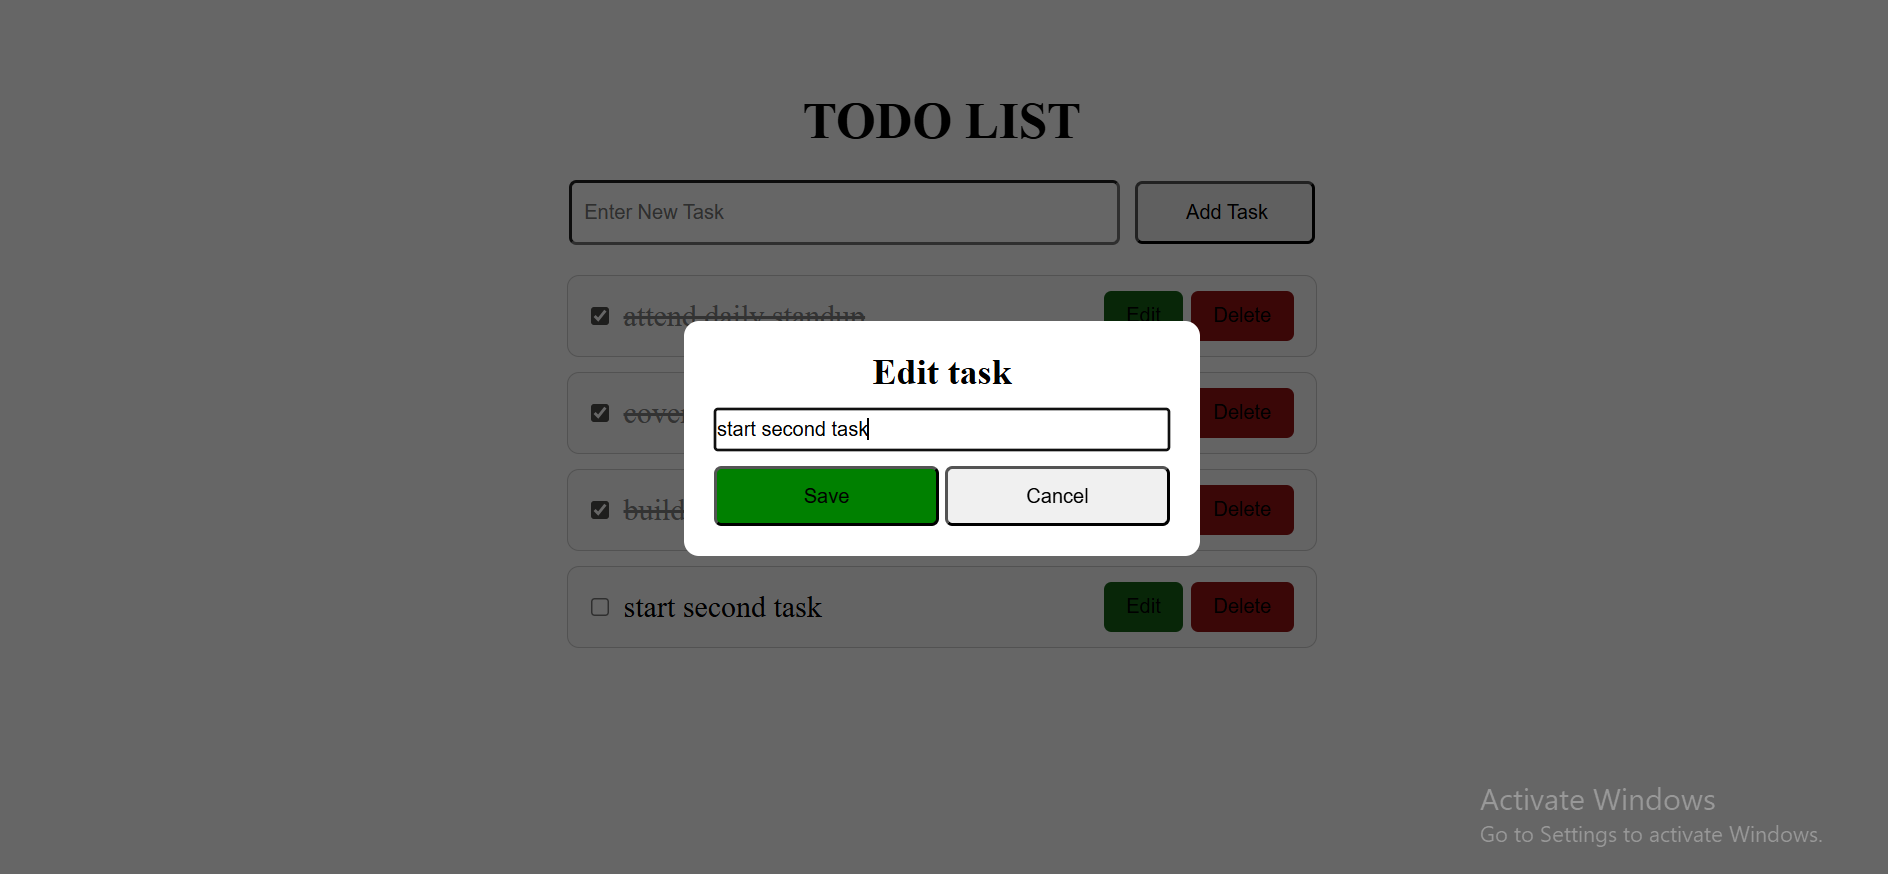 TODO LIST
Enter New Task
Add Task
attend daily standup
Edit
Delete
Edit task
start second task
Delete
Save
Cancel
build
Delete
start second task
Edit
Delete
Activate Windows
Go to Settings to activate Windows.